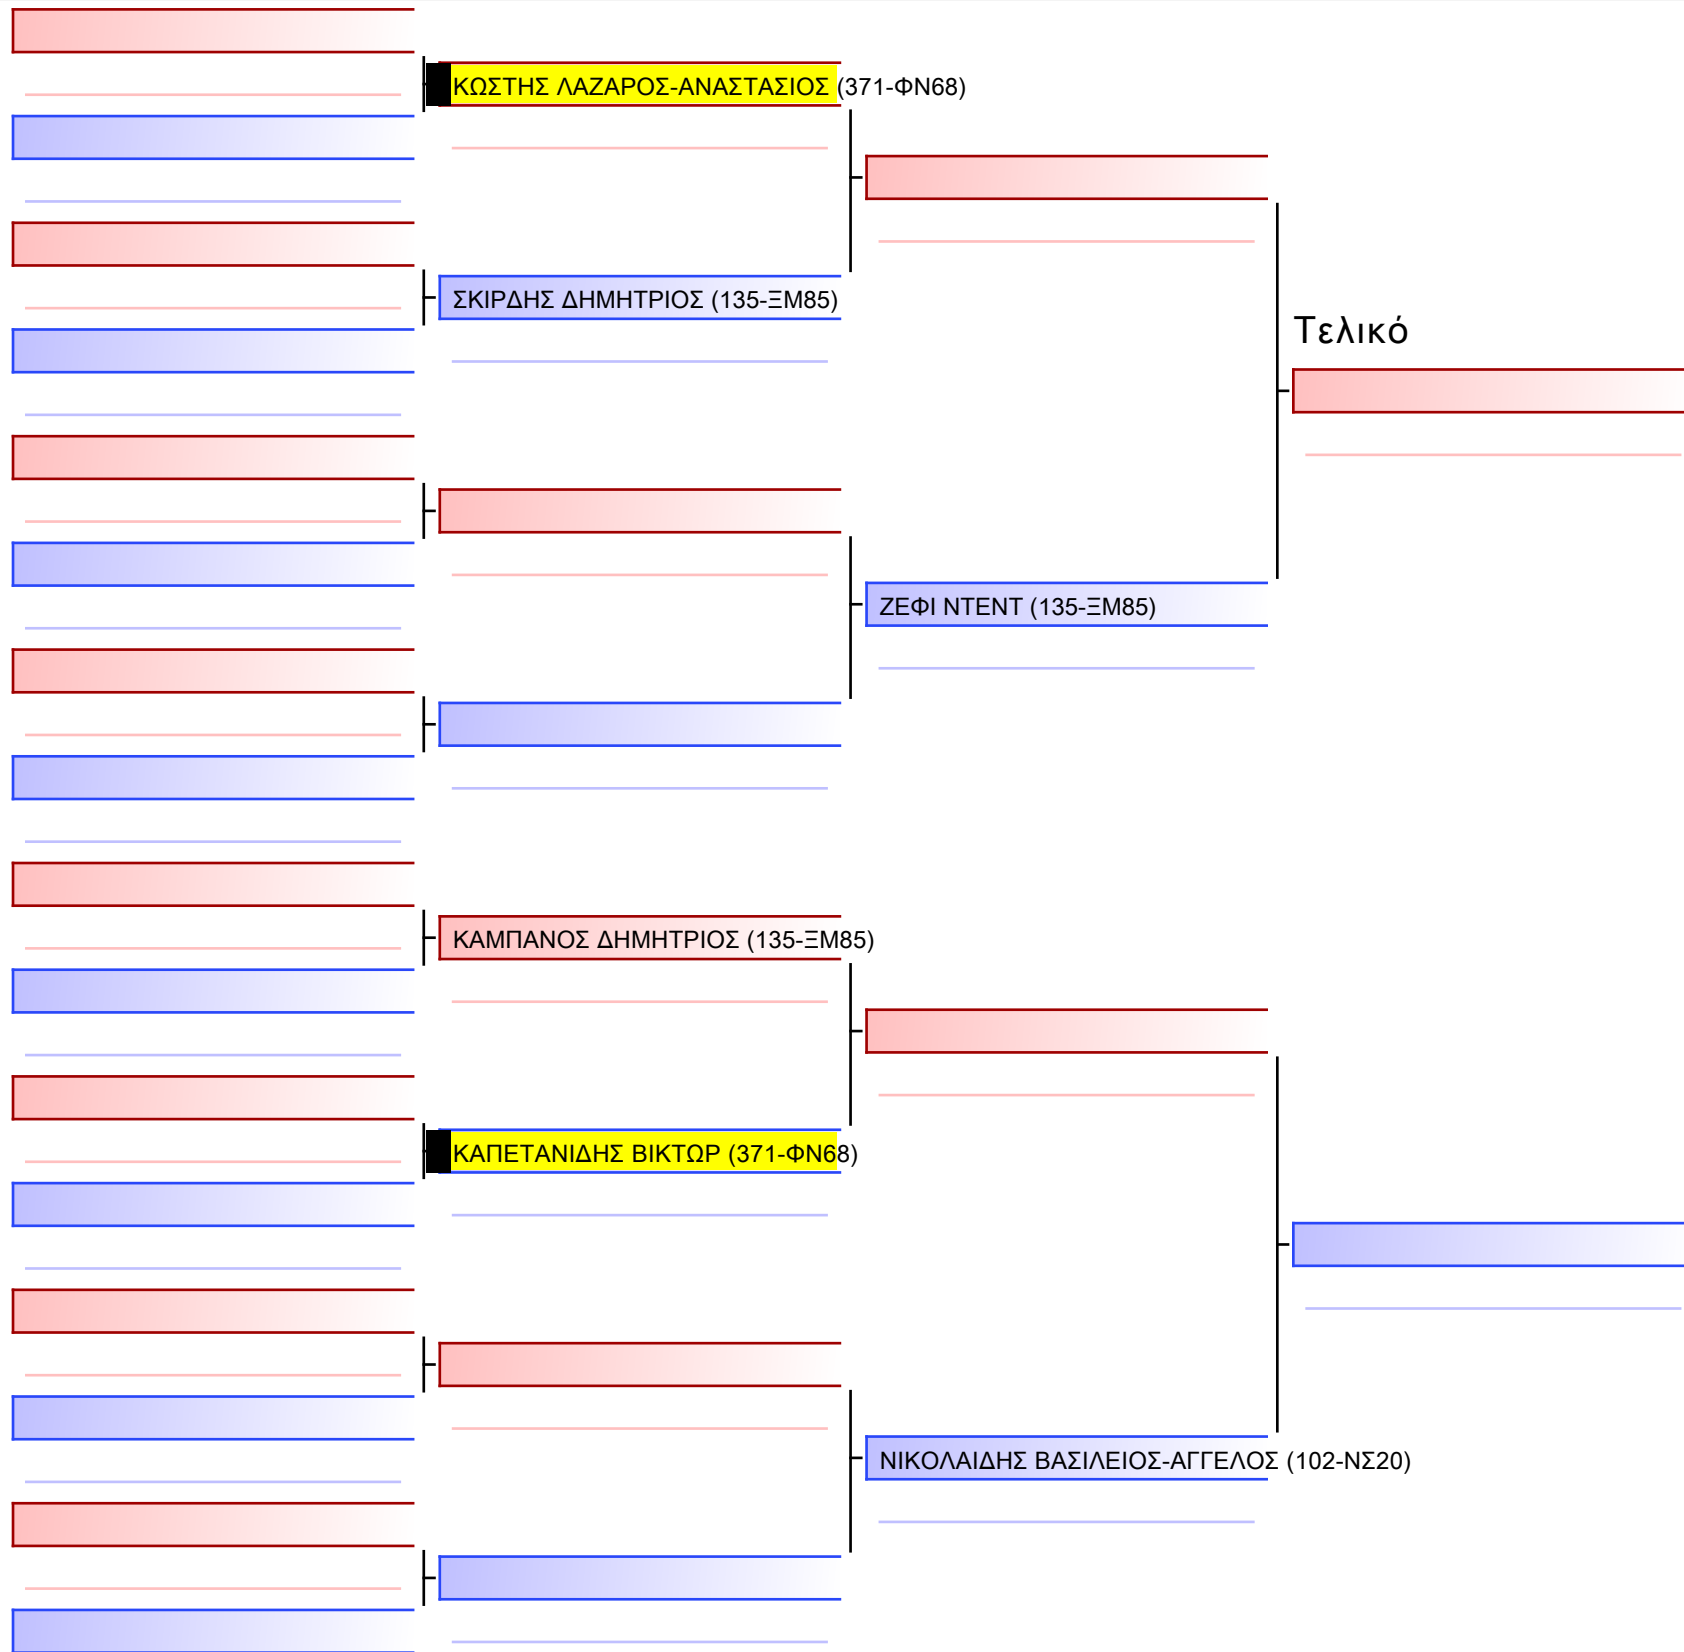 ΚΩΣΤΗΣ ΛΑΖΑΡΟΣ-ΑΝΑΣΤΑΣΙΟΣ (371-ΦΝ68)
ΣΚΙΡΔΗΣ ΔΗΜΗΤΡΙΟΣ (135-ΞΜ85)
Τελικό
ΖΕΦΙ ΝΤΕΝΤ (135-ΞΜ85)
ΚΑΜΠΑΝΟΣ ΔΗΜΗΤΡΙΟΣ (135-ΞΜ85)
ΚΑΠΕΤΑΝΙΔΗΣ ΒΙΚΤΩΡ (371-ΦΝ68)
ΝΙΚΟΛΑΙΔΗΣ ΒΑΣΙΛΕΙΟΣ-ΑΓΓΕΛΟΣ (102-ΝΣ20)